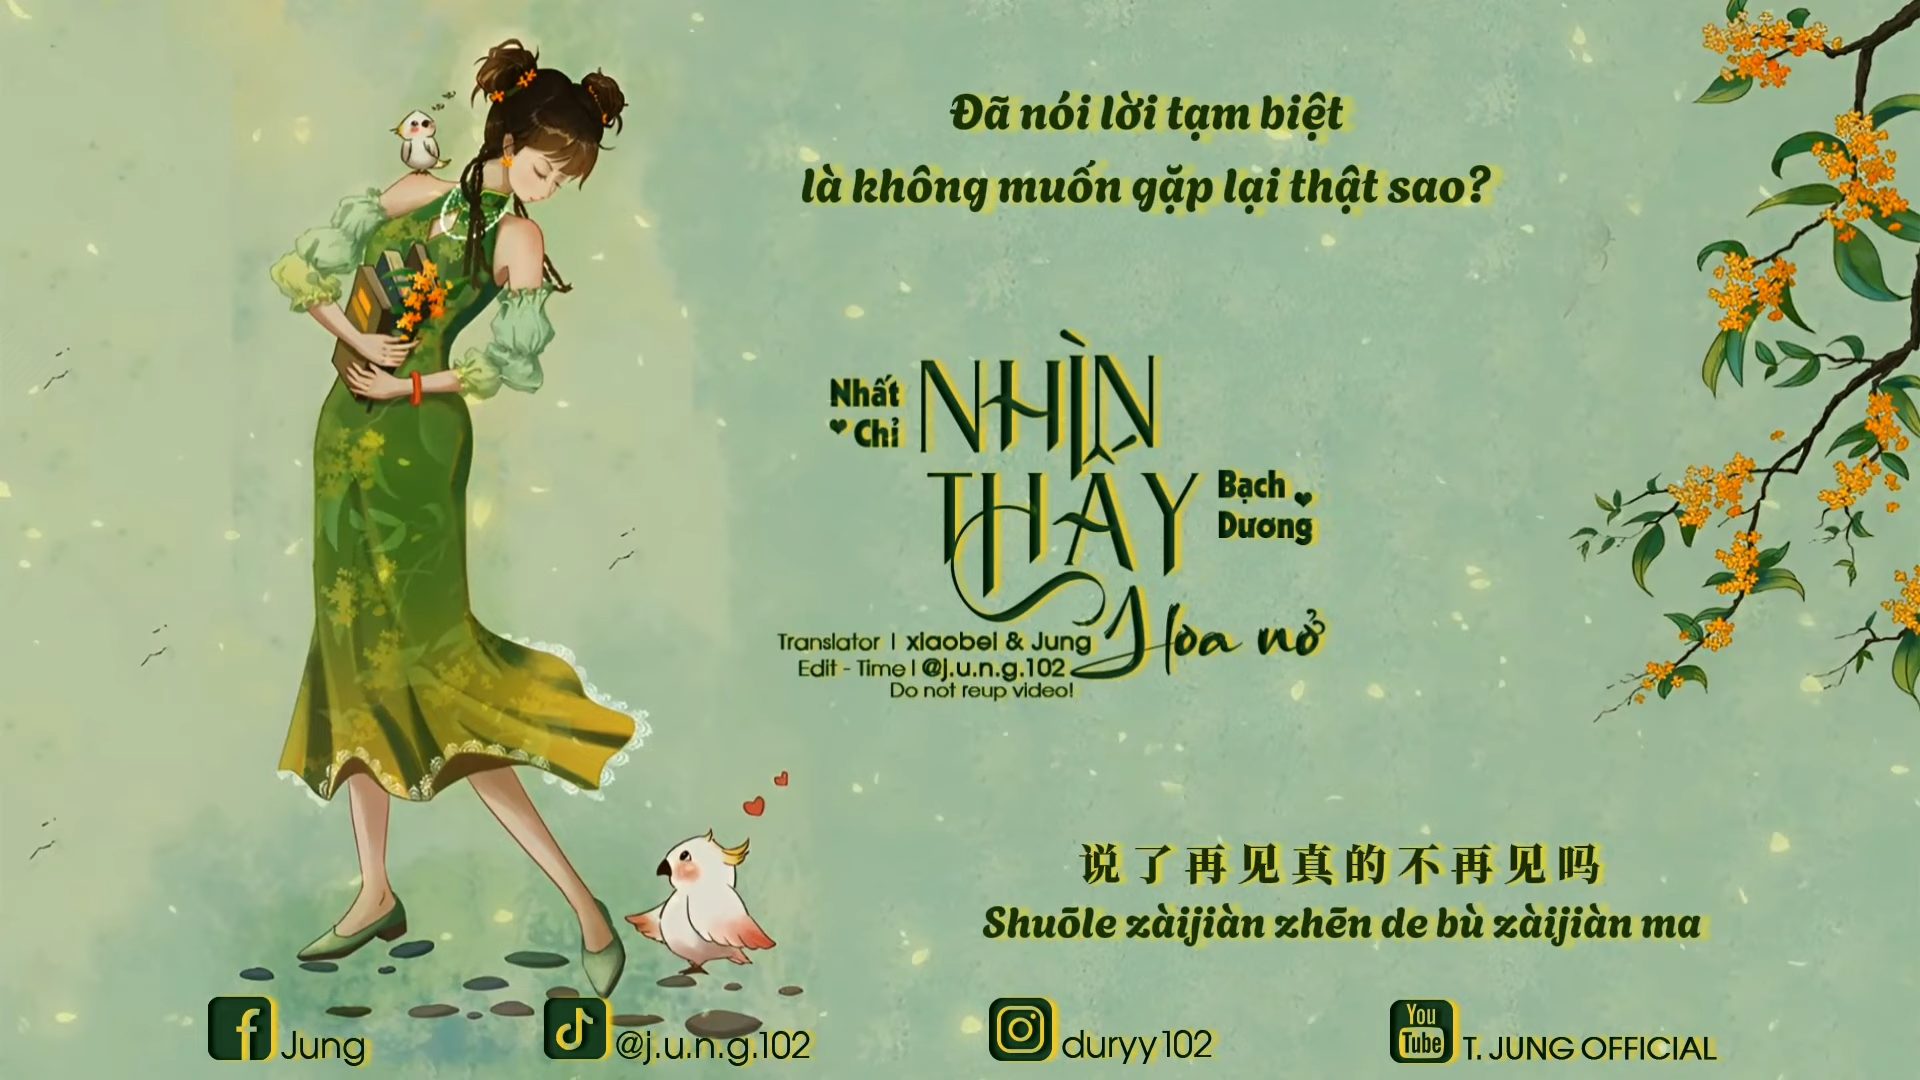 Đã nói lời tạm biệt
là không muốn gặp lại thật sao?
Nhất
Chỉ
NHÌN
THẤY
Bạch
Dương
Hoa nở
Translator | xiaobei & Jung
Edit - Time | @j.u.n.g.102
Do not reup video!
说了再见真的不再见吗
Shuōle zàijiàn zhēn de bù zàijiàn ma
f Jung
@j.u.n.g.102
duryy102
You
Tube
T. JUNG OFFICIAL